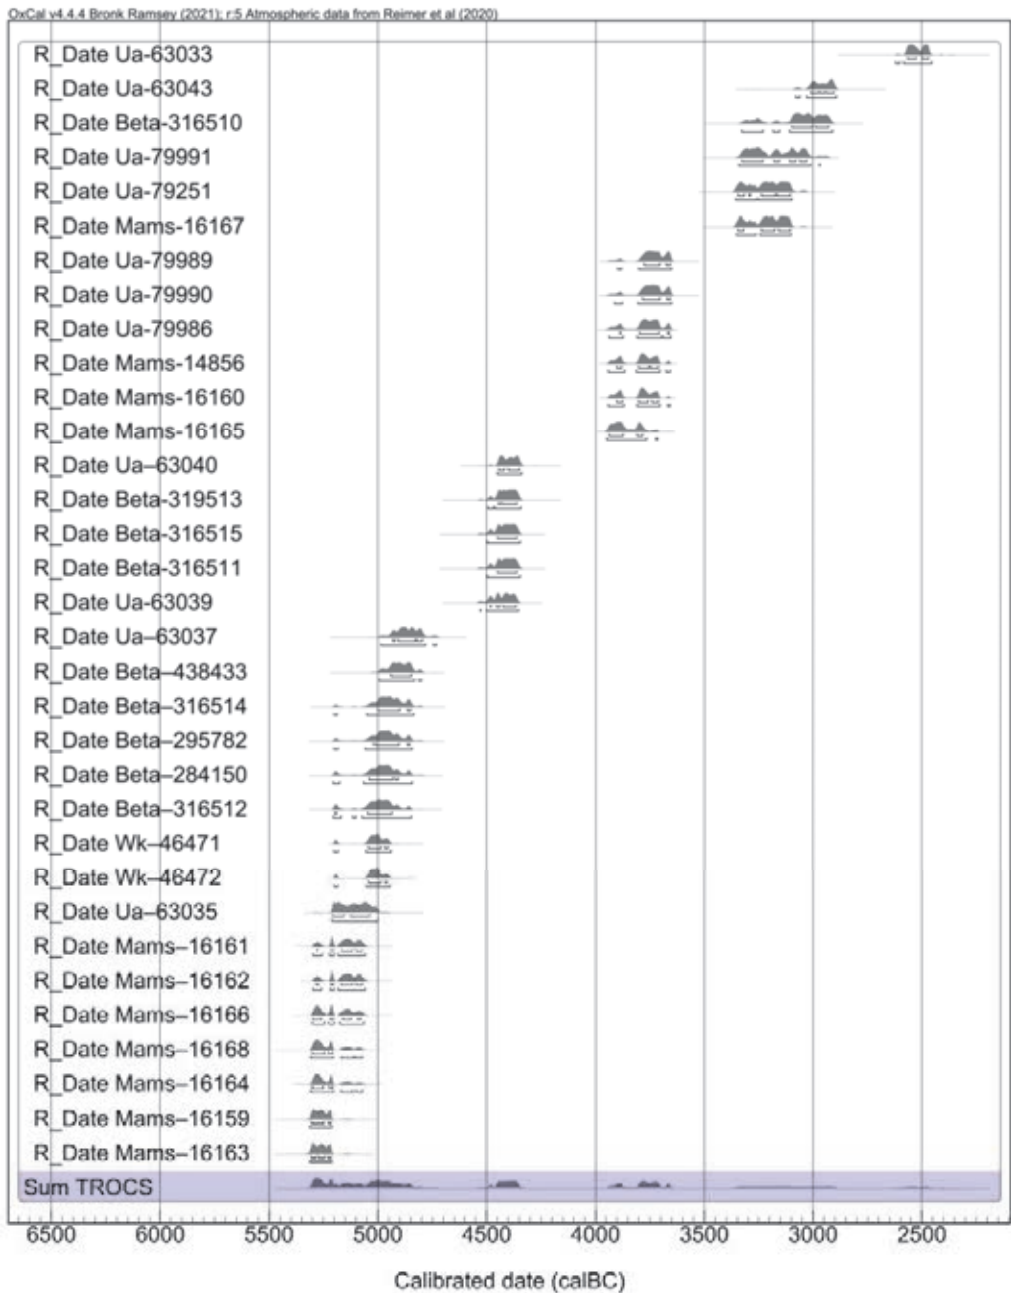 OxCal v4.4.4 Bronk Ramsey (2021); r:5 Atmospheric data from Reimer et al (2020)
R_Date Ua-63033
R_Date Ua-63043
R_Date Beta-316510
R_Date Ua-79991
R_Date Ua-79251
R_Date Mams-16167
R_Date Ua-79989
R_Date Ua-79990
R_Date Ua-79986
R_Date Mams-14856
R_Date Mams-16160
R_Date Mams-16165
R_Date Ua–63040
R_Date Beta-319513
R_Date Beta-316515
R_Date Beta-316511
R_Date Ua-63039
R_Date Ua–63037
R_Date Beta–438433
R_Date Beta–316514
R_Date Beta–295782
R_Date Beta–284150
R_Date Beta–316512
R_Date Wk–46471
R_Date Wk–46472
R_Date Ua–63035
R_Date Mams–16161
R_Date Mams–16162
R_Date Mams–16166
R_Date Mams–16168
R_Date Mams–16164
R_Date Mams–16159
R_Date Mams–16163
Sum TROCS
6500 6000 5500 5000 4500 4000 3500 3000 2500
Calibrated date (calBC)